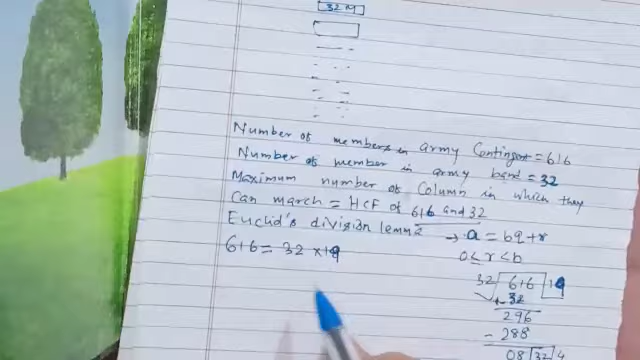 32 M
Number of members in army Contingent = 616
Number of member in army band = 32
Maximum number of Column in which they
Can march = HCF of 616 and 32
Euclid's division lemma → a = bq + r
0 ≤ r < b
616 = 32 × 19
32 616 19
- 32
296
- 288
08 32 4